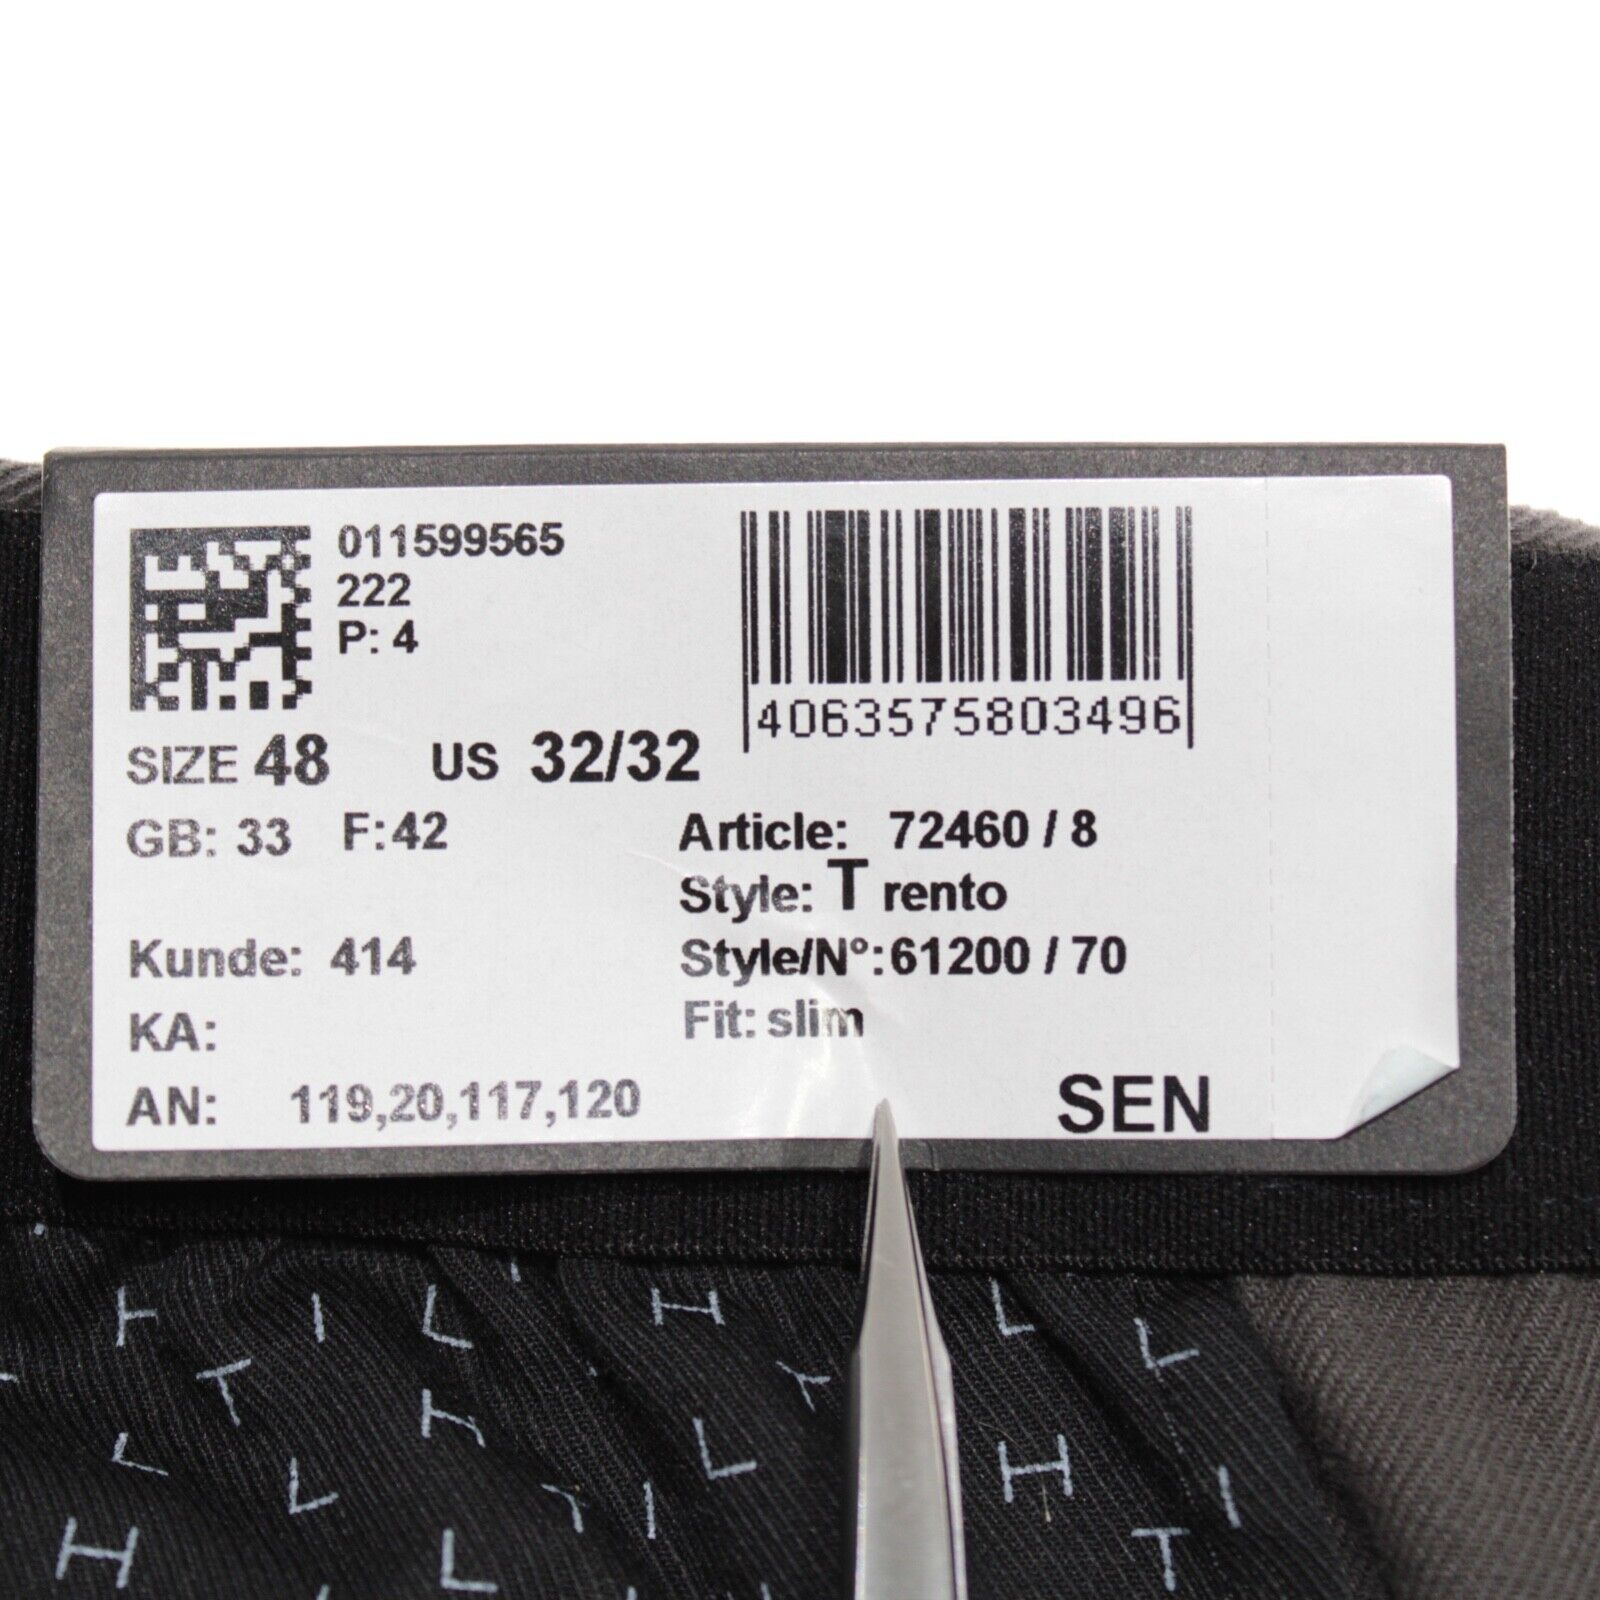 011599565
222
P: 4
4063575803496
SIZE 48 US 32/32
GB: 33 F:42
Article: 72460 / 8
Style: T rento
Kunde: 414
Style/N°:61200 / 70
KA:
Fit: slim
AN: 119,20,117,120
SEN